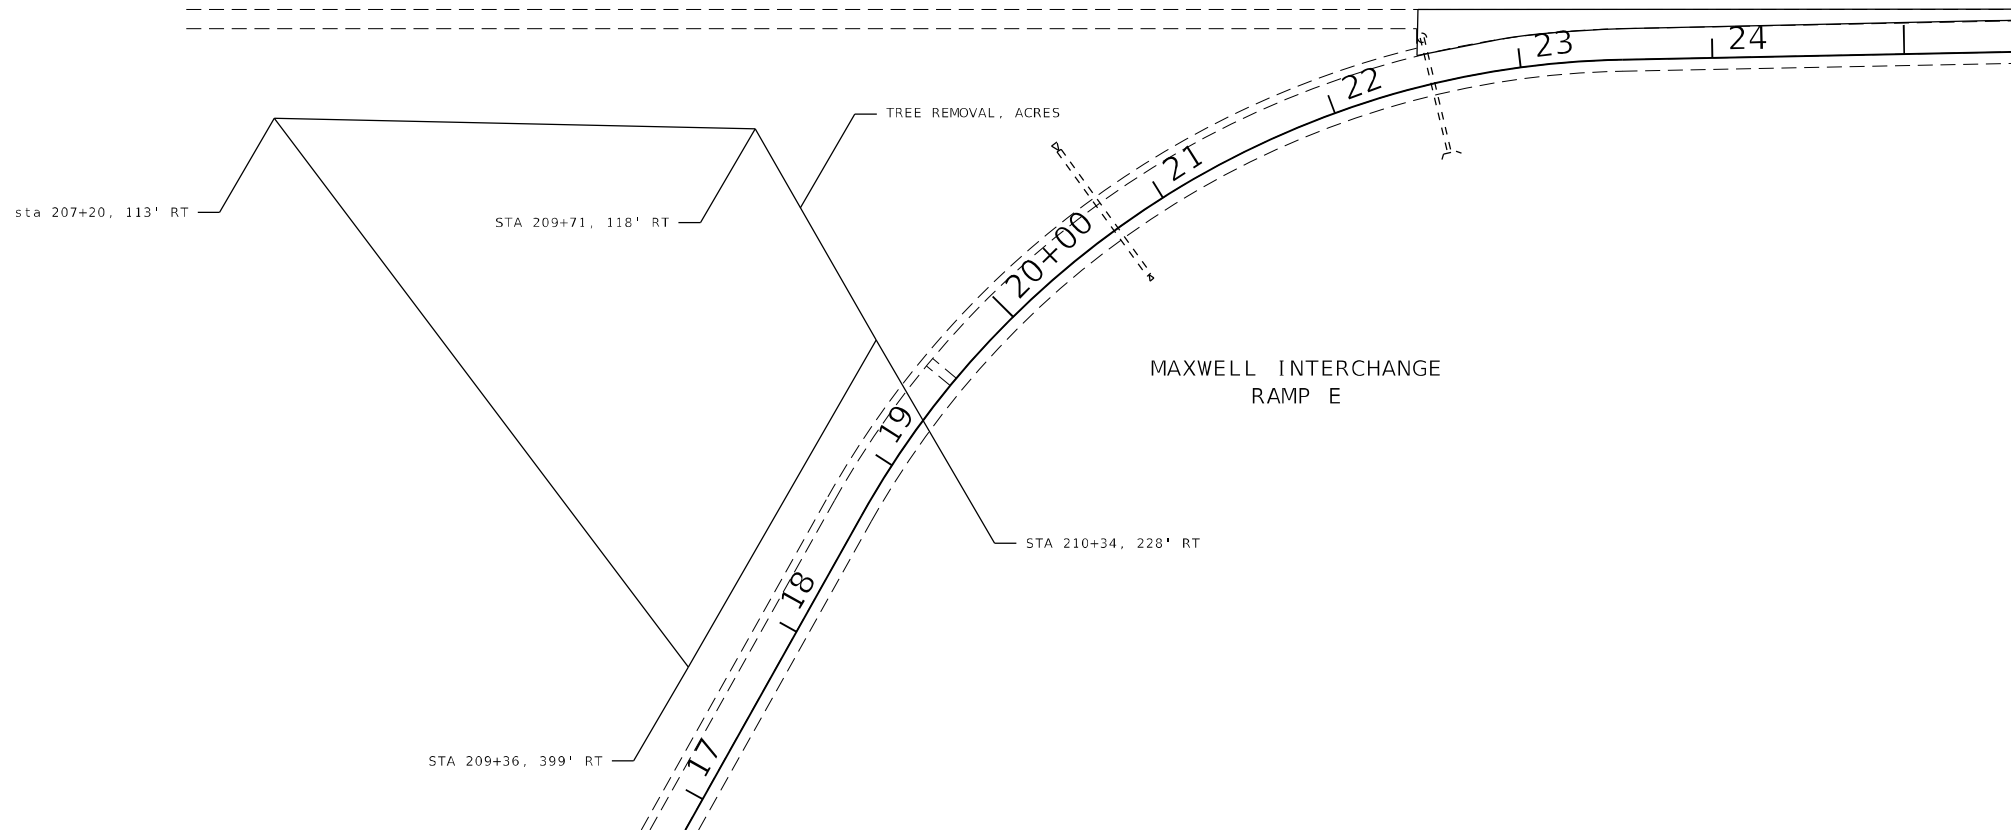 23
24
22
TREE REMOVAL, ACRES
21
sta 207+20, 113' RT
STA 209+71, 118' RT
20+00
MAXWELL INTERCHANGE
RAMP E
19
STA 210+34, 228' RT
18
STA 209+36, 399' RT
17